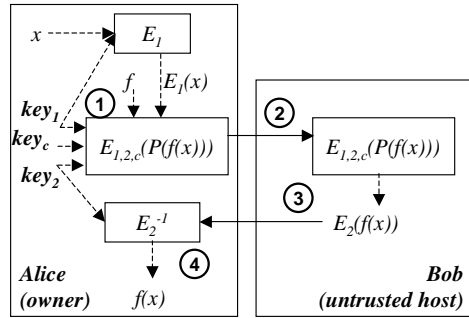 x
E₁
f
E₁(x)
key₁
①
②
key_c
E₁,₂,c(P(f(x)))
E₁,₂,c(P(f(x)))
key₂
③
E₂⁻¹
E₂(f(x))
④
Alice
(owner)
f(x)
Bob
(untrusted host)